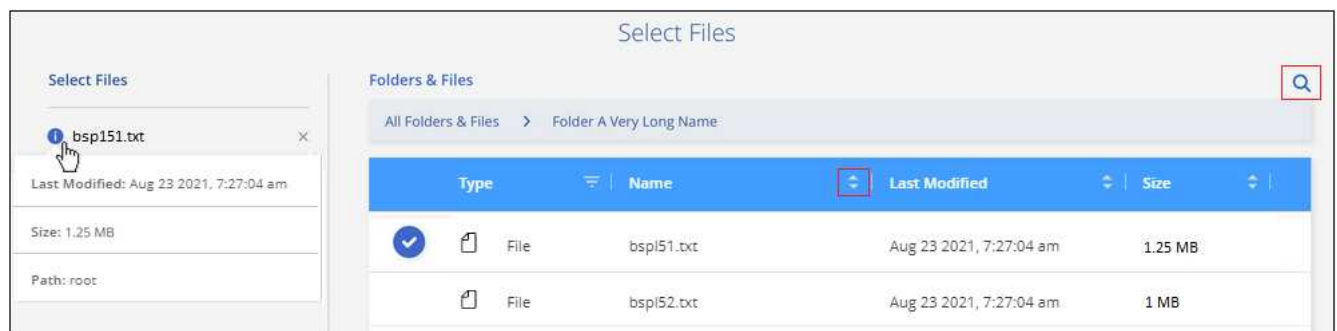 Select Files
Select Files
bsp151.txt
Last Modified: Aug 23 2021, 7:27:04 am
Size: 1.25 MB
Path: root
Folders & Files
All Folders & Files > Folder A Very Long Name
Type Name Last Modified Size
File bspl51.txt Aug 23 2021, 7:27:04 am 1.25 MB
File bspl52.txt Aug 23 2021, 7:27:04 am 1 MB